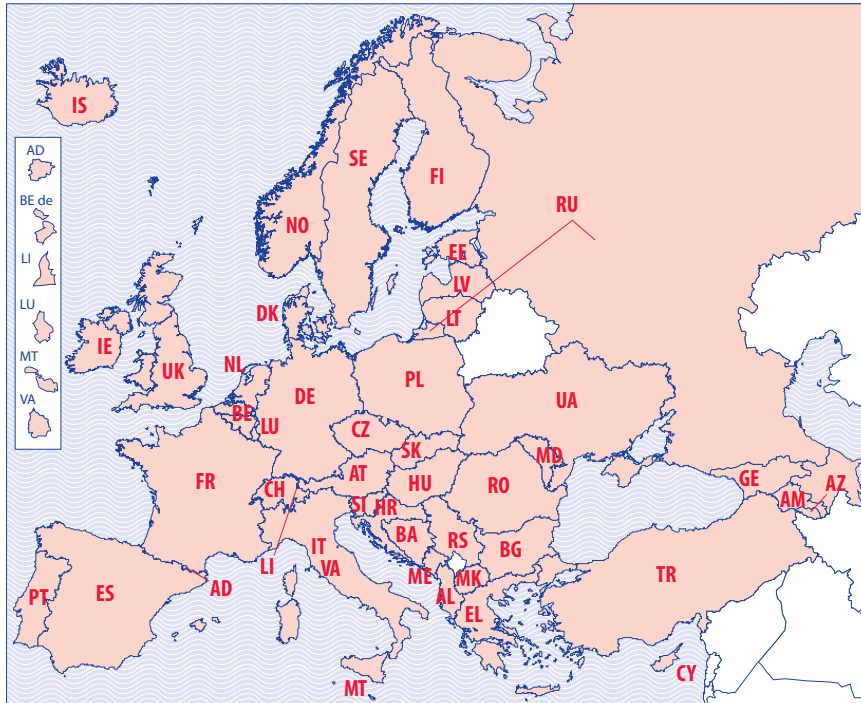 IS
AD
BE de
LI
LU
MT
VA
SE
FI
NO
RU
EE
LV
LT
DK
IE
UK
NL
BE
LU
DE
PL
UA
CZ
SK
MD
FR
CH
AT
HU
RO
GE
AM
AZ
SI
HR
BA
RS
BG
IT
VA
LI
ME
MK
AL
EL
TR
PT
ES
AD
MT
CY